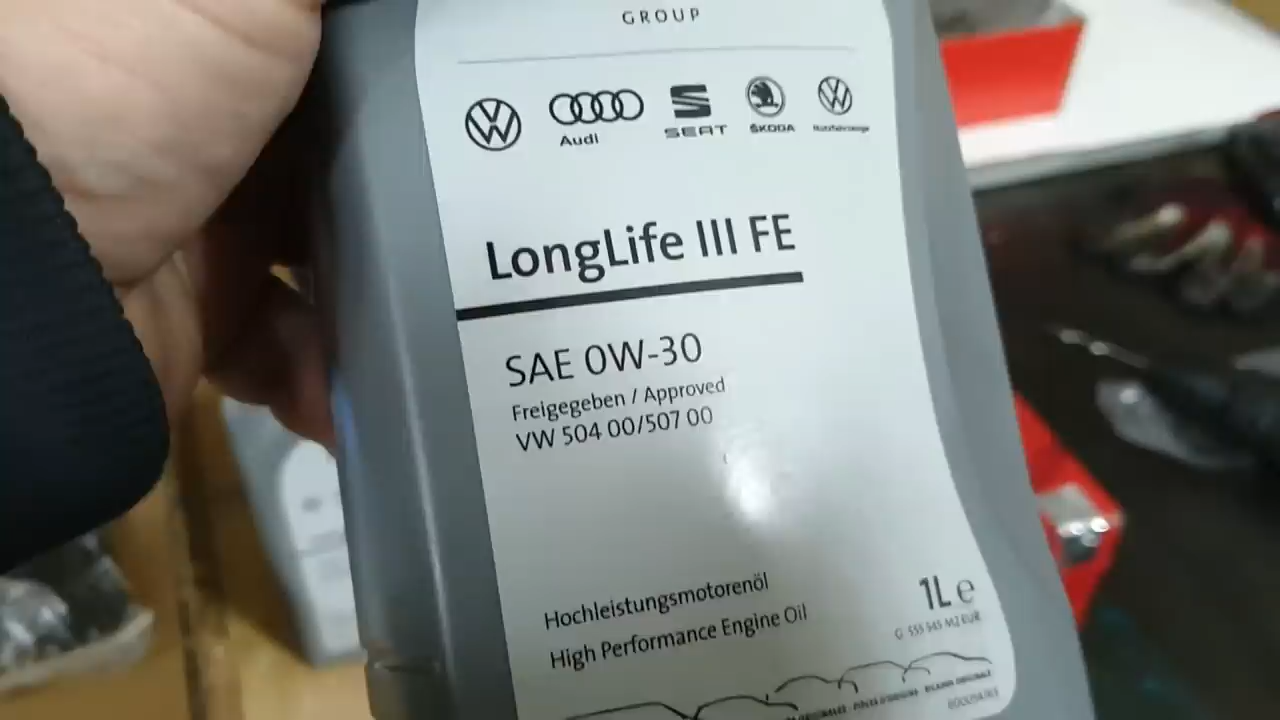 GROUP
Audi
SEAT
ŠKODA
Nutzfahrzeuge
LongLife III FE
SAE 0W-30
Freigegeben / Approved
VW 504 00/507 00
Hochleistungsmotorenöl
High Performance Engine Oil
1L e